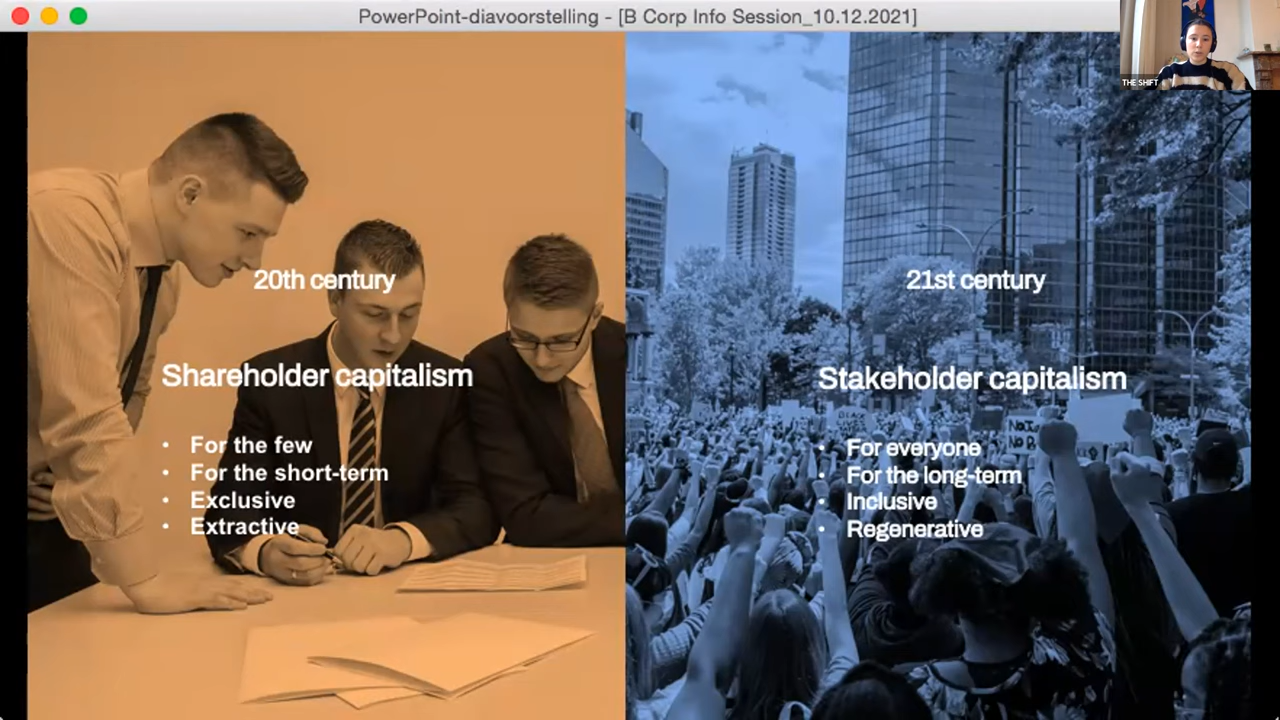 PowerPoint-diavoorstelling - [B Corp Info Session_10.12.2021]
THE SHIFT
20th century
Shareholder capitalism
• For the few
• For the short-term
• Exclusive
• Extractive
21st century
Stakeholder capitalism
• For everyone
• For the long-term
• Inclusive
• Regenerative
BLACK